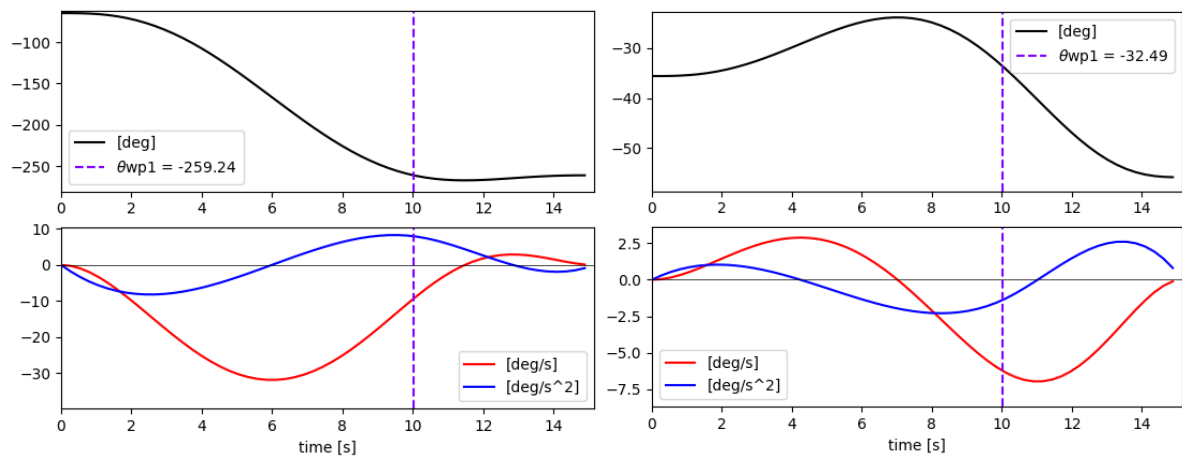 −100
−150
−200
−250
[deg]
θwp1 = -259.24
0 2 4 6 8 10 12 14
−30
−40
−50
[deg]
θwp1 = -32.49
0 2 4 6 8 10 12 14
10
0
−10
−20
−30
[deg/s]
[deg/s^2]
0 2 4 6 8 10 12 14
time [s]
2.5
0.0
−2.5
−5.0
−7.5
[deg/s]
[deg/s^2]
0 2 4 6 8 10 12 14
time [s]